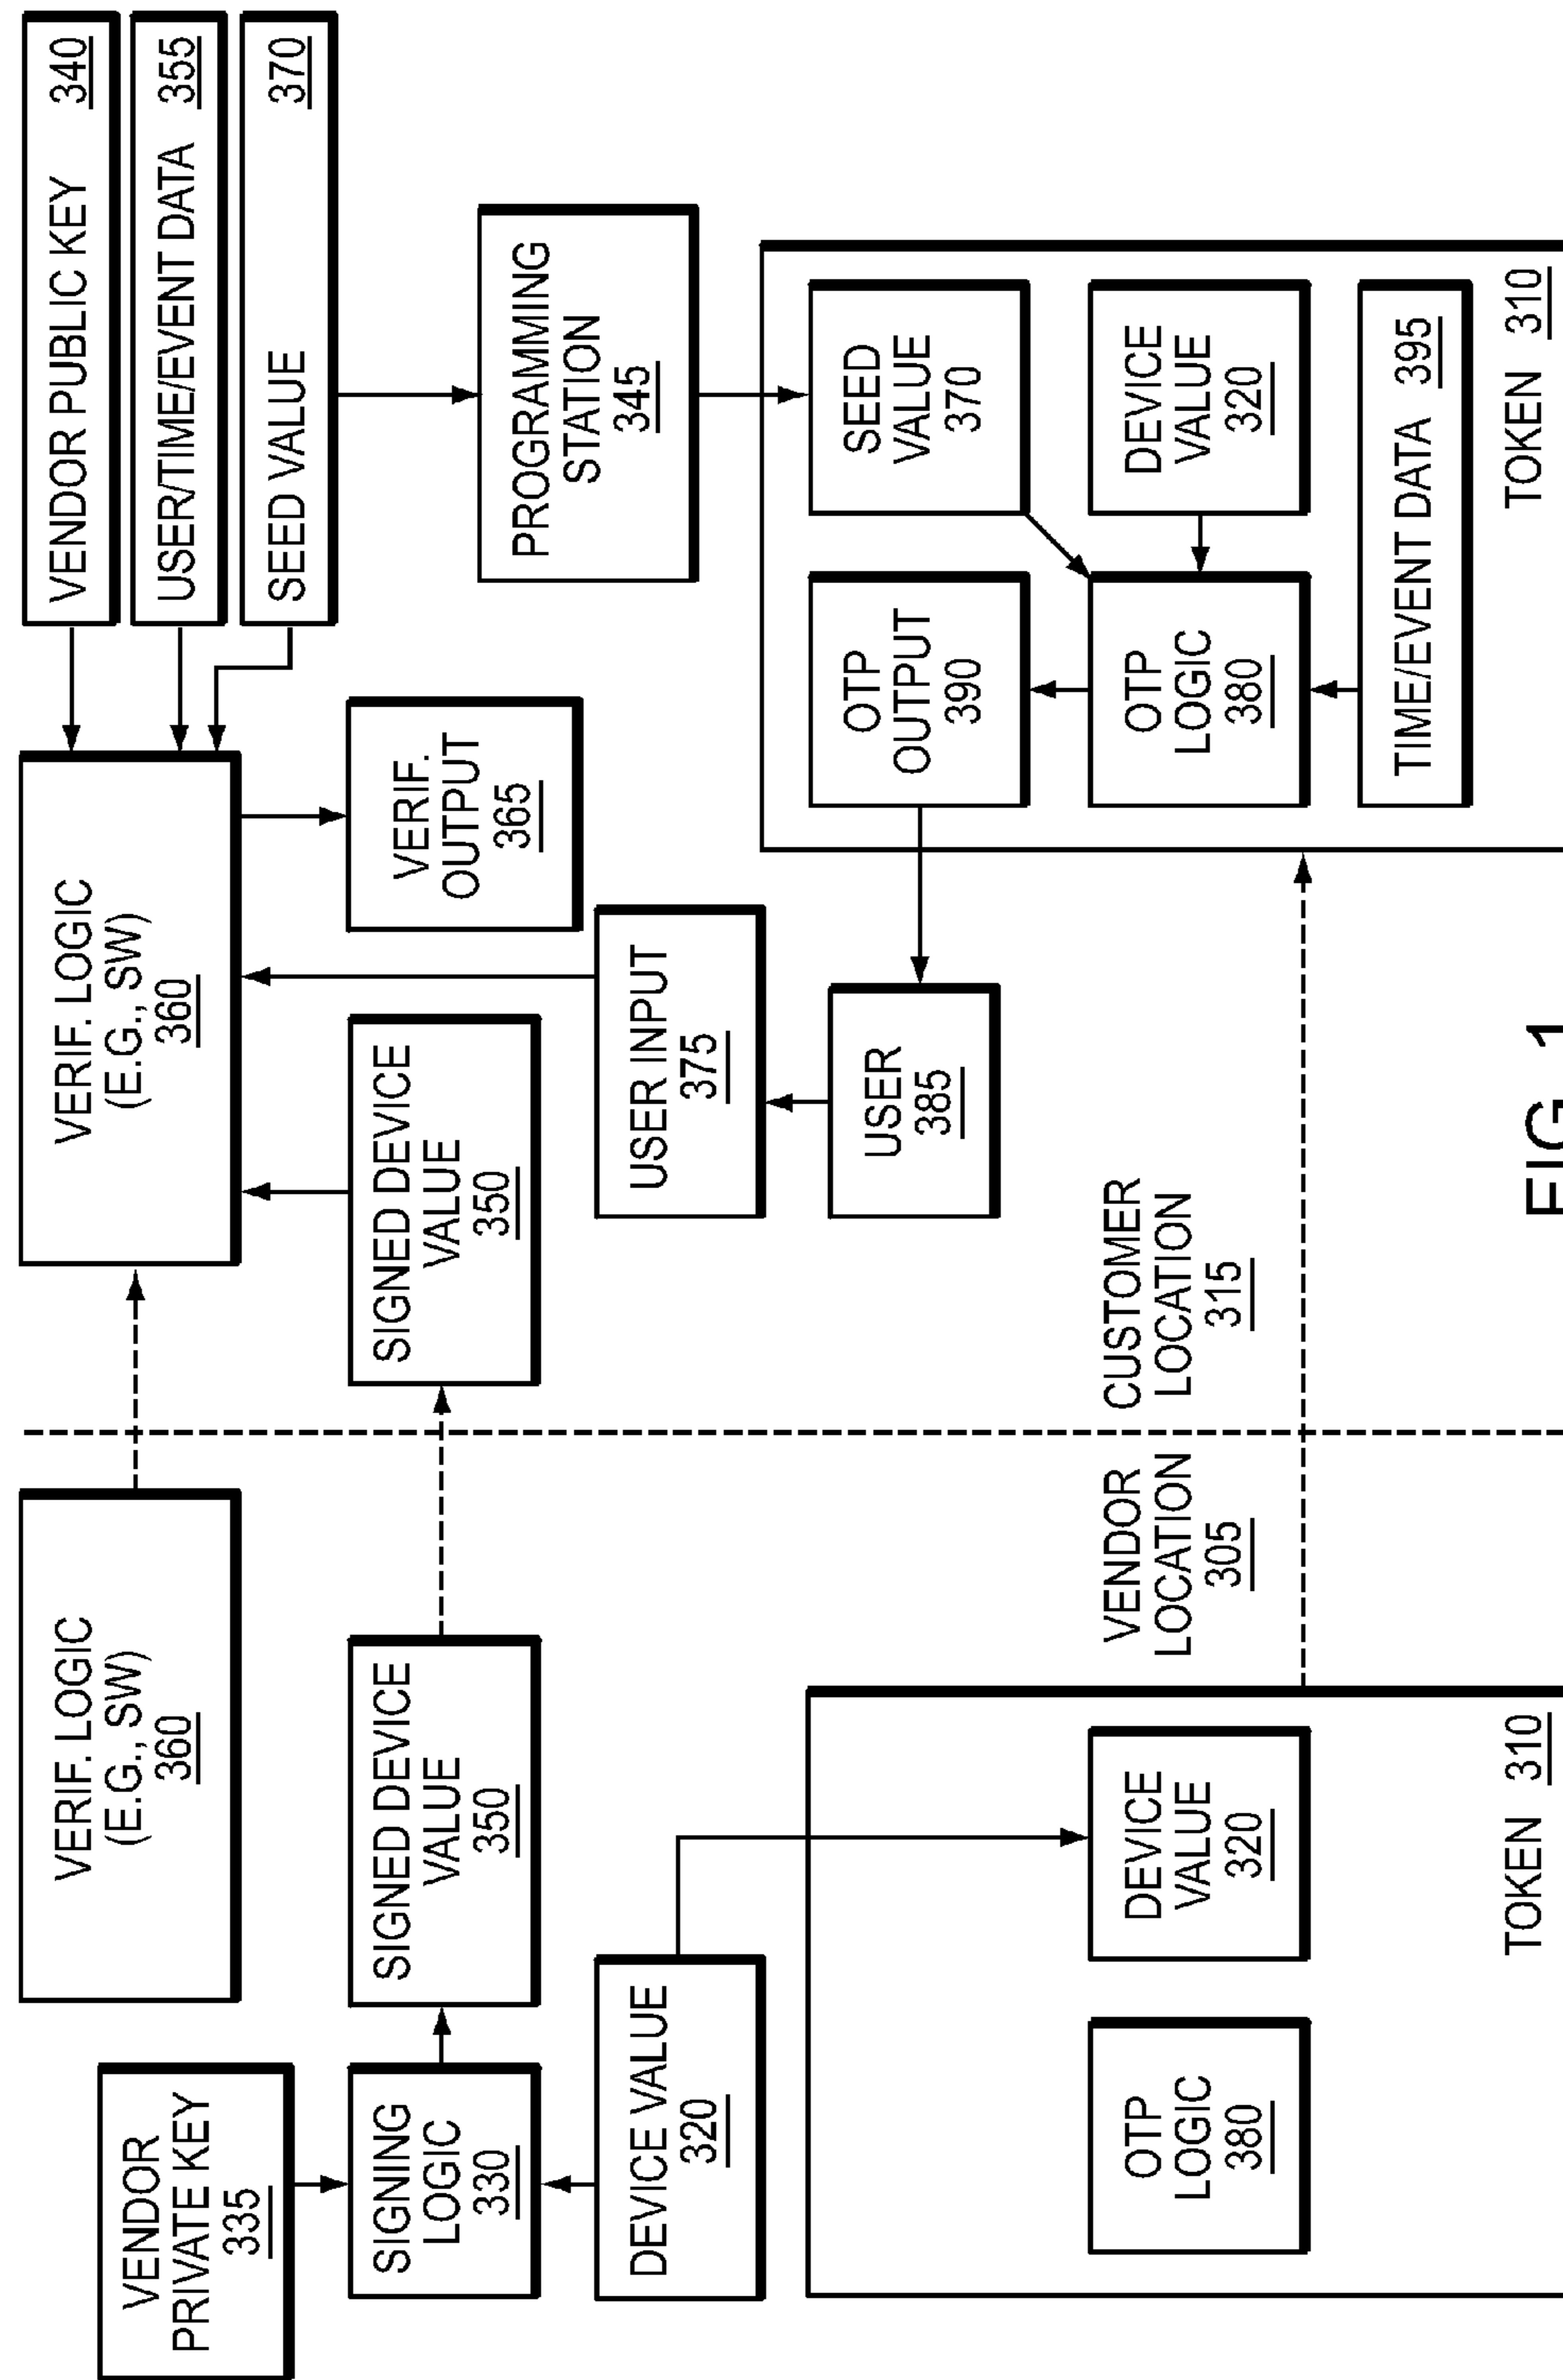 VENDOR
PRIVATE KEY
335
SIGNING
LOGIC
330
DEVICE VALUE
320
VERIF. LOGIC
(E.G., SW)
360
SIGNED DEVICE
VALUE
350
OTP
LOGIC
380
DEVICE
VALUE
320
TOKEN 310
VENDOR
LOCATION
305
CUSTOMER
LOCATION
315
VERIF. LOGIC
(E.G., SW)
360
SIGNED DEVICE
VALUE
350
USER INPUT
375
USER
385
VERIF.
OUTPUT
365
VENDOR PUBLIC KEY 340
USER/TIME/EVENT DATA 355
SEED VALUE 370
PROGRAMMING
STATION
345
OTP
OUTPUT
390
SEED
VALUE
370
OTP
LOGIC
380
DEVICE
VALUE
320
TIME/EVENT DATA 395
TOKEN 310
FIG. 1